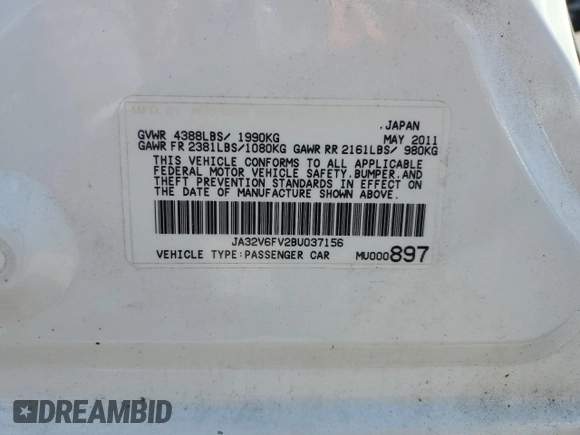 MFD. BY
.JAPAN
GVWR 4388LBS/ 1990KG MAY 2011
GAWR FR 2381LBS/1080KG GAWR RR 2161LBS/ 980KG
THIS VEHICLE CONFORMS TO ALL APPLICABLE
FEDERAL MOTOR VEHICLE SAFETY.BUMPER.AND
THEFT PREVENTION STANDARDS IN EFFECT ON
THE DATE OF MANUFACTURE SHOWN ABOVE.
JA32V6FV2BU037156
VEHICLE TYPE:PASSENGER CAR MU000897
DREAMBID